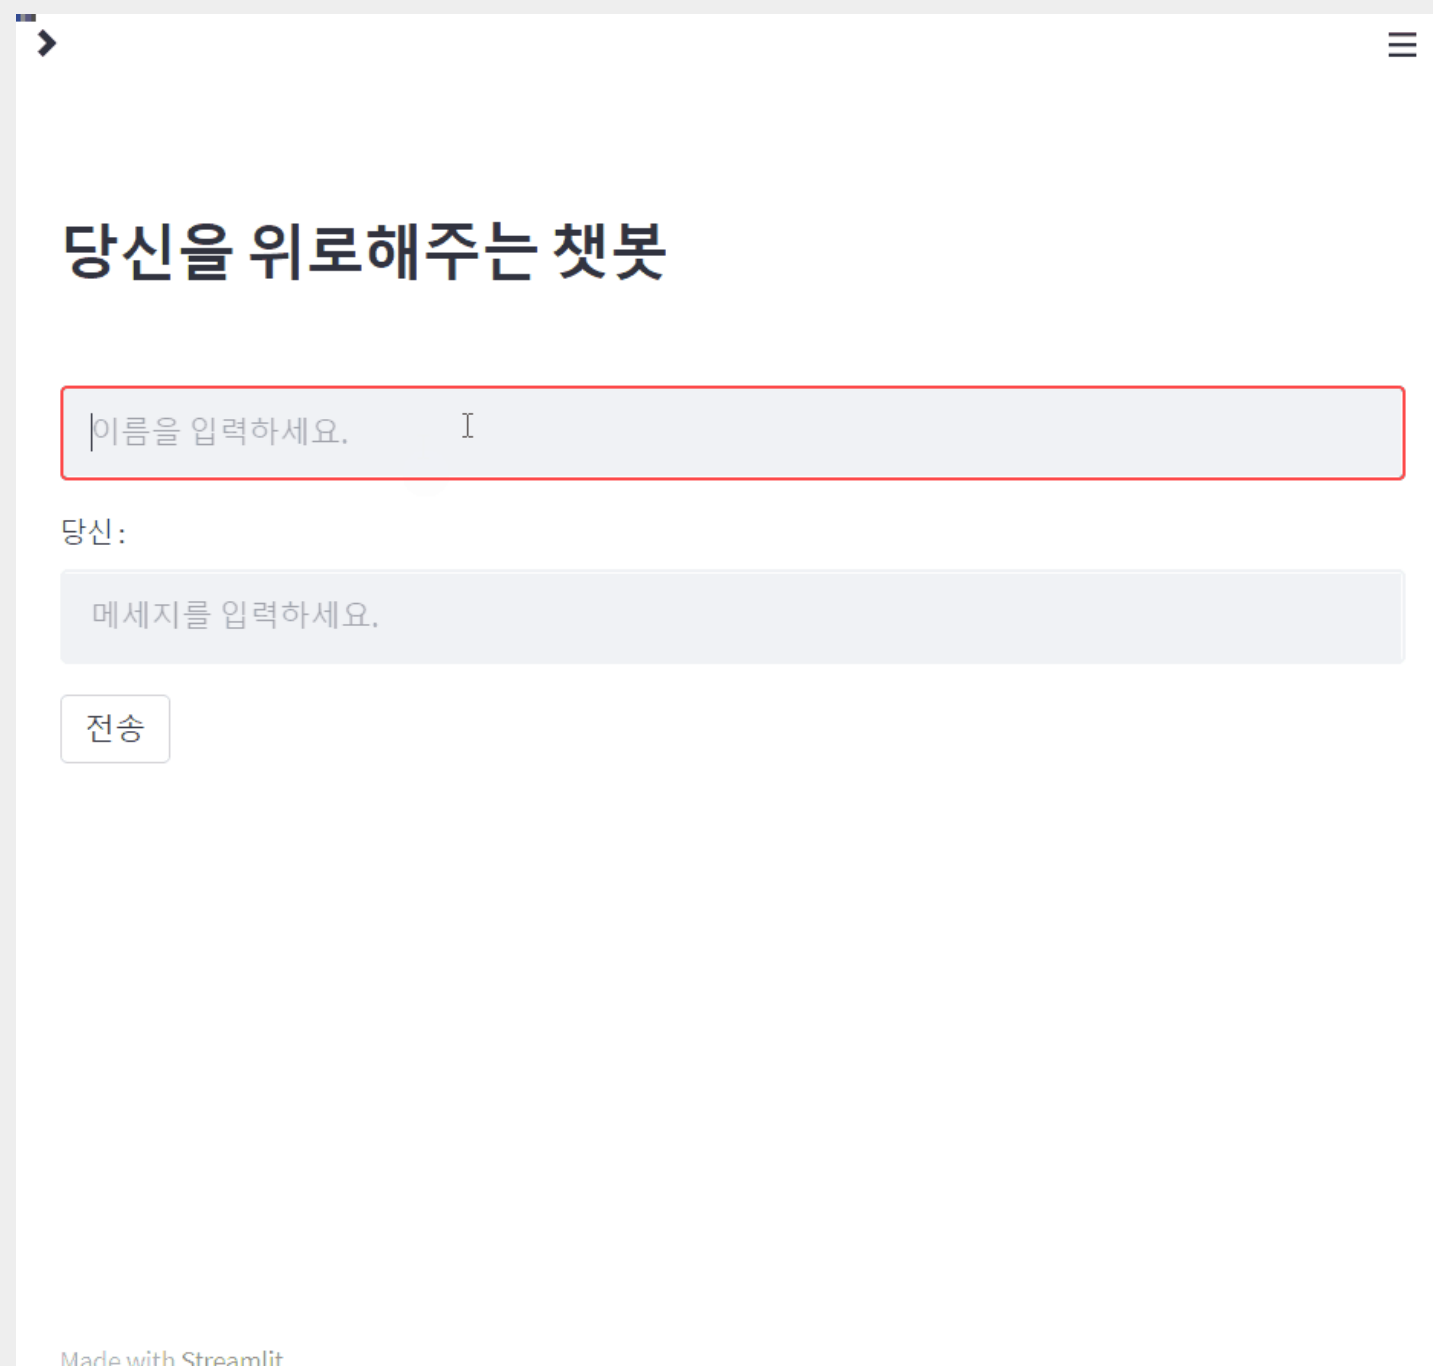 당신을 위로해주는 챗봇
이름을 입력하세요.
당신 :
메세지를 입력하세요.
전송
Made with Streamlit